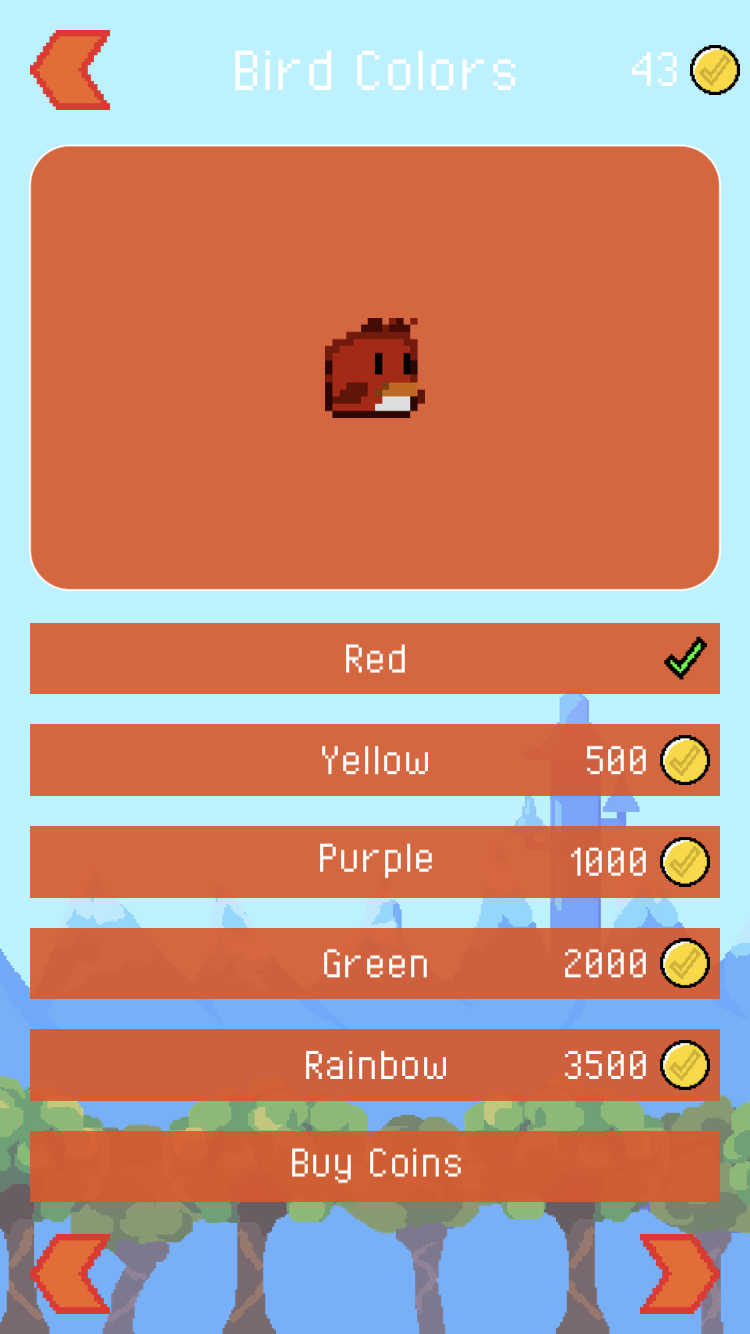 Bird Colors 43
Red
Yellow 500
Purple 1000
Green 2000
Rainbow 3500
Buy Coins